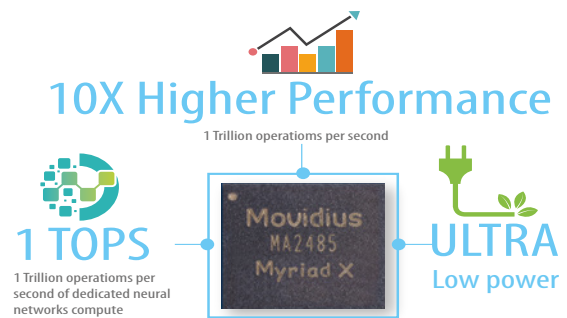 10X Higher Performance
1 Trillion operatioms per second
1 TOPS
1 Trillion operatioms per
second of dedicated neural
networks compute
Movidius
MA2485
Myriad X
ULTRA
Low power